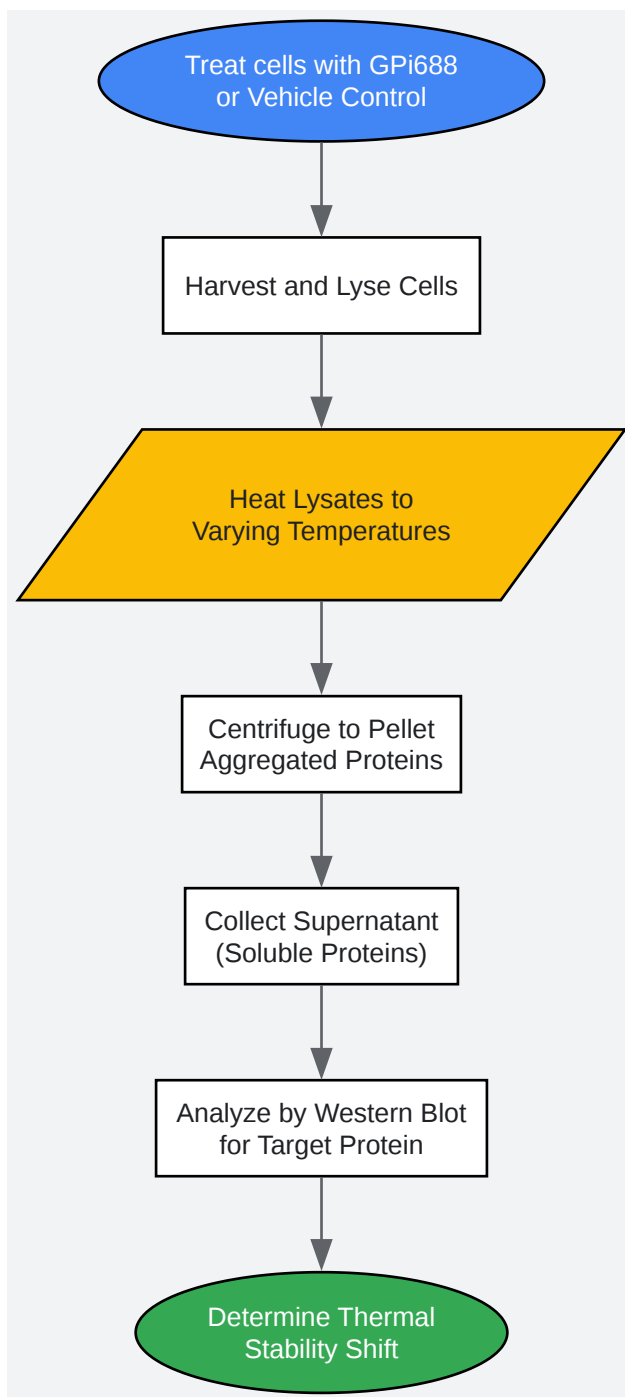 Treat cells with GPi688
or Vehicle Control
Harvest and Lyse Cells
Heat Lysates to
Varying Temperatures
Centrifuge to Pellet
Aggregated Proteins
Collect Supernatant
(Soluble Proteins)
Analyze by Western Blot
for Target Protein
Determine Thermal
Stability Shift